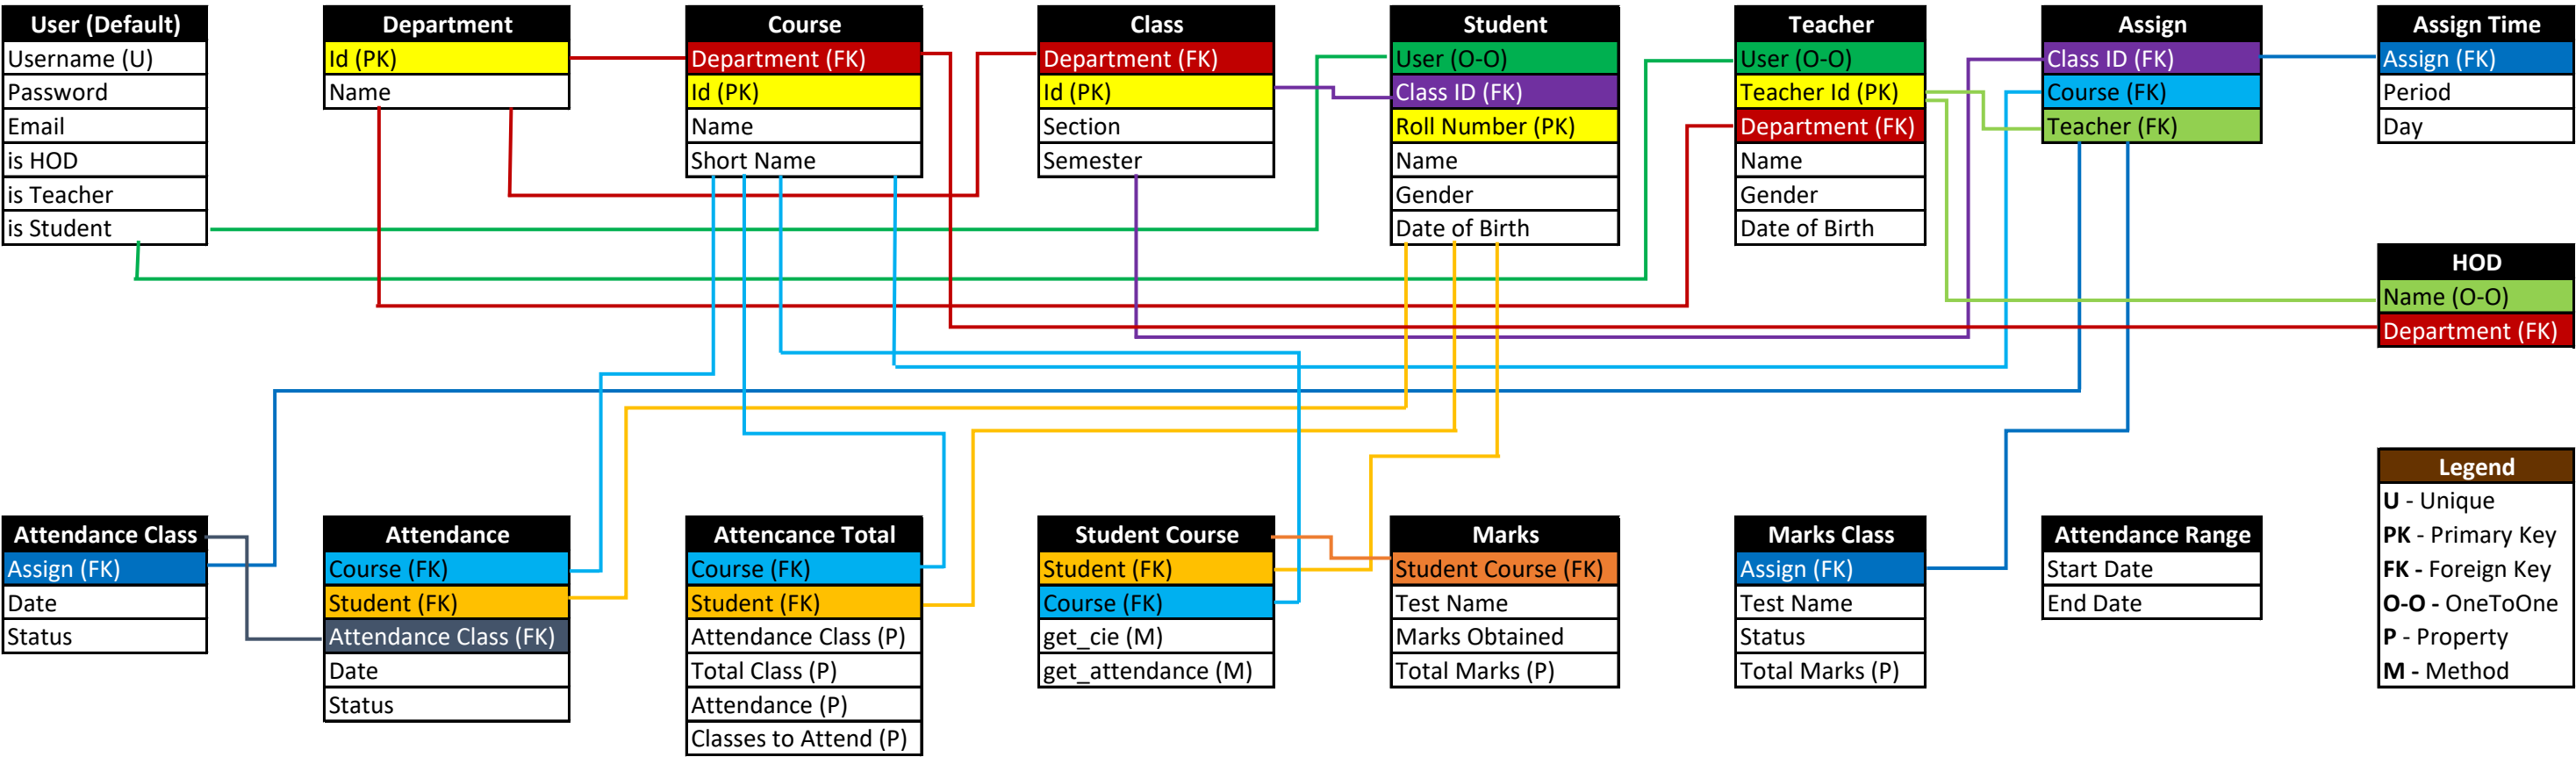 User (Default)
Username (U)
Password
Email
is HOD
is Teacher
is Student
Department
Id (PK)
Name
Course
Department (FK)
Id (PK)
Name
Short Name
Class
Department (FK)
Id (PK)
Section
Semester
Student
User (O-O)
Class ID (FK)
Roll Number (PK)
Name
Gender
Date of Birth
Teacher
User (O-O)
Teacher Id (PK)
Department (FK)
Name
Gender
Date of Birth
Assign
Class ID (FK)
Course (FK)
Teacher (FK)
Assign Time
Assign (FK)
Period
Day
HOD
Name (O-O)
Department (FK)
Attendance Class
Assign (FK)
Date
Status
Attendance
Course (FK)
Student (FK)
Attendance Class (FK)
Date
Status
Attencance Total
Course (FK)
Student (FK)
Attendance Class (P)
Total Class (P)
Attendance (P)
Classes to Attend (P)
Student Course
Student (FK)
Course (FK)
get_cie (M)
get_attendance (M)
Marks
Student Course (FK)
Test Name
Marks Obtained
Total Marks (P)
Marks Class
Assign (FK)
Test Name
Status
Total Marks (P)
Attendance Range
Start Date
End Date
Legend
U - Unique
PK - Primary Key
FK - Foreign Key
O-O - OneToOne
P - Property
M - Method